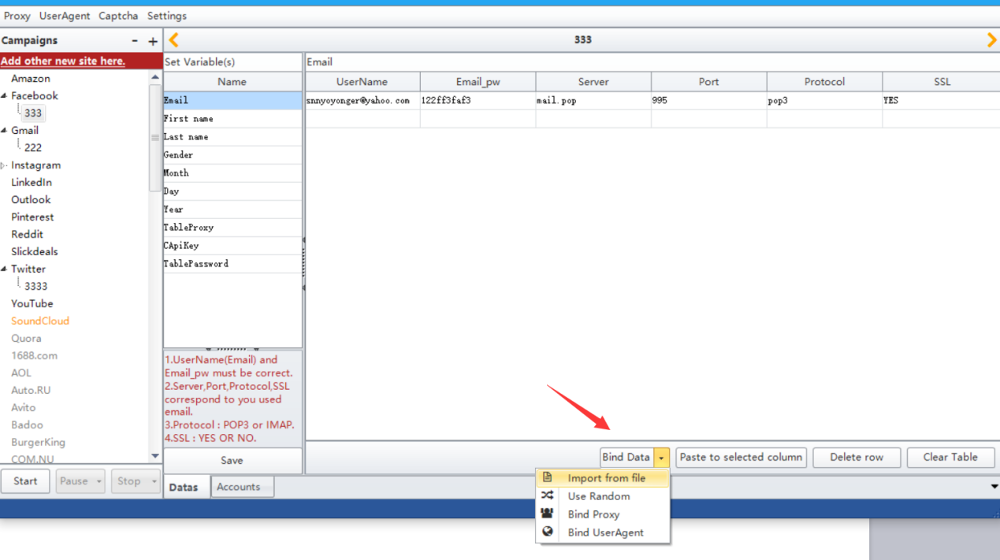 Proxy UserAgent Captcha Settings
Campaigns - +
333
Add other new site here.
Set Variable(s)
Email
Name
UserName Email_pw Server Port Protocol SSL
Email
snnyoyonger@yahoo.com 122ff3faf3 mail.pop 995 pop3 YES
First name
Last name
Gender
Month
Day
Year
TableProxy
CApiKey
TablePassword
Amazon
Facebook
333
Gmail
222
Instagram
LinkedIn
Outlook
Pinterest
Reddit
Slickdeals
Twitter
3333
YouTube
SoundCloud
Quora
1688.com
AOL
Auto.RU
Avito
Badoo
BurgerKing
COM.NU
1.UserName(Email) and
Email_pw must be correct.
2.Server,Port,Protocol,SSL
correspond to you used
email.
3.Protocol : POP3 or IMAP.
4.SSL : YES OR NO.
Save
Bind Data Paste to selected column Delete row Clear Table
Start Pause Stop
Datas Accounts
Import from file
Use Random
Bind Proxy
Bind UserAgent